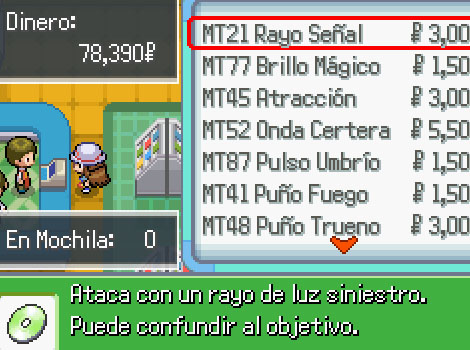 Dinero:
78,390₽
MT21 Rayo Señal ₽ 3,00
MT77 Brillo Mágico ₽ 1,50
MT45 Atracción ₽ 3,00
MT52 Onda Certera ₽ 5,50
MT87 Pulso Umbrío ₽ 1,50
MT41 Puño Fuego ₽ 1,50
MT48 Puño Trueno ₽ 3,00
En Mochila: 0
Ataca con un rayo de luz siniestro.
Puede confundir al objetivo.